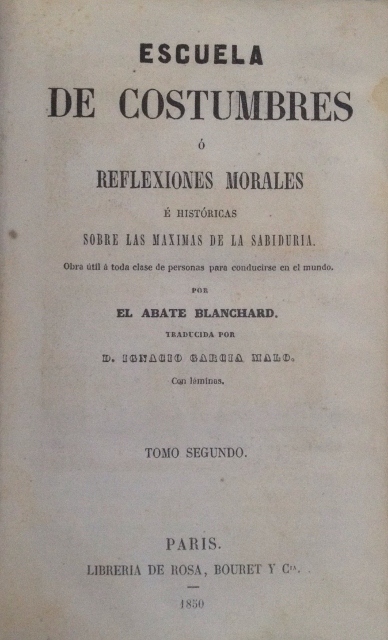 ESCUELA
DE COSTUMBRES
ó
REFLEXIONES MORALES
É HISTÓRICAS
SOBRE LAS MAXIMAS DE LA SABIDURIA.
Obra útil á toda clase de personas para conducirse en el mundo.
POR
EL ABATE BLANCHARD.
TRADUCIDA POR
D. IGNACIO GARCIA MALO.
Con láminas.
TOMO SEGUNDO.
PARIS.
LIBRERIA DE ROSA, BOURET Y Cia.
1850